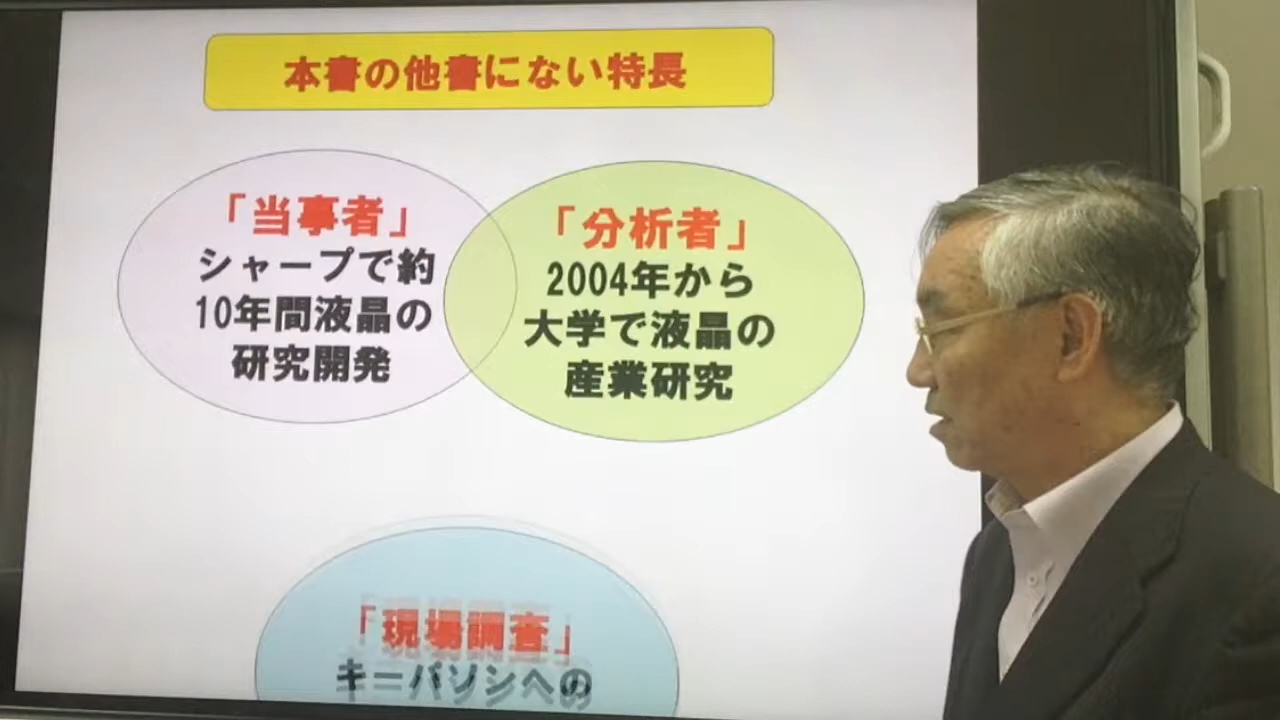 本書の他書にない特長
「当事者」
シャープで約
10年間液晶の
研究開発
「分析者」
2004年から
大学で液晶の
産業研究
「現場調査」
キーパソンへの